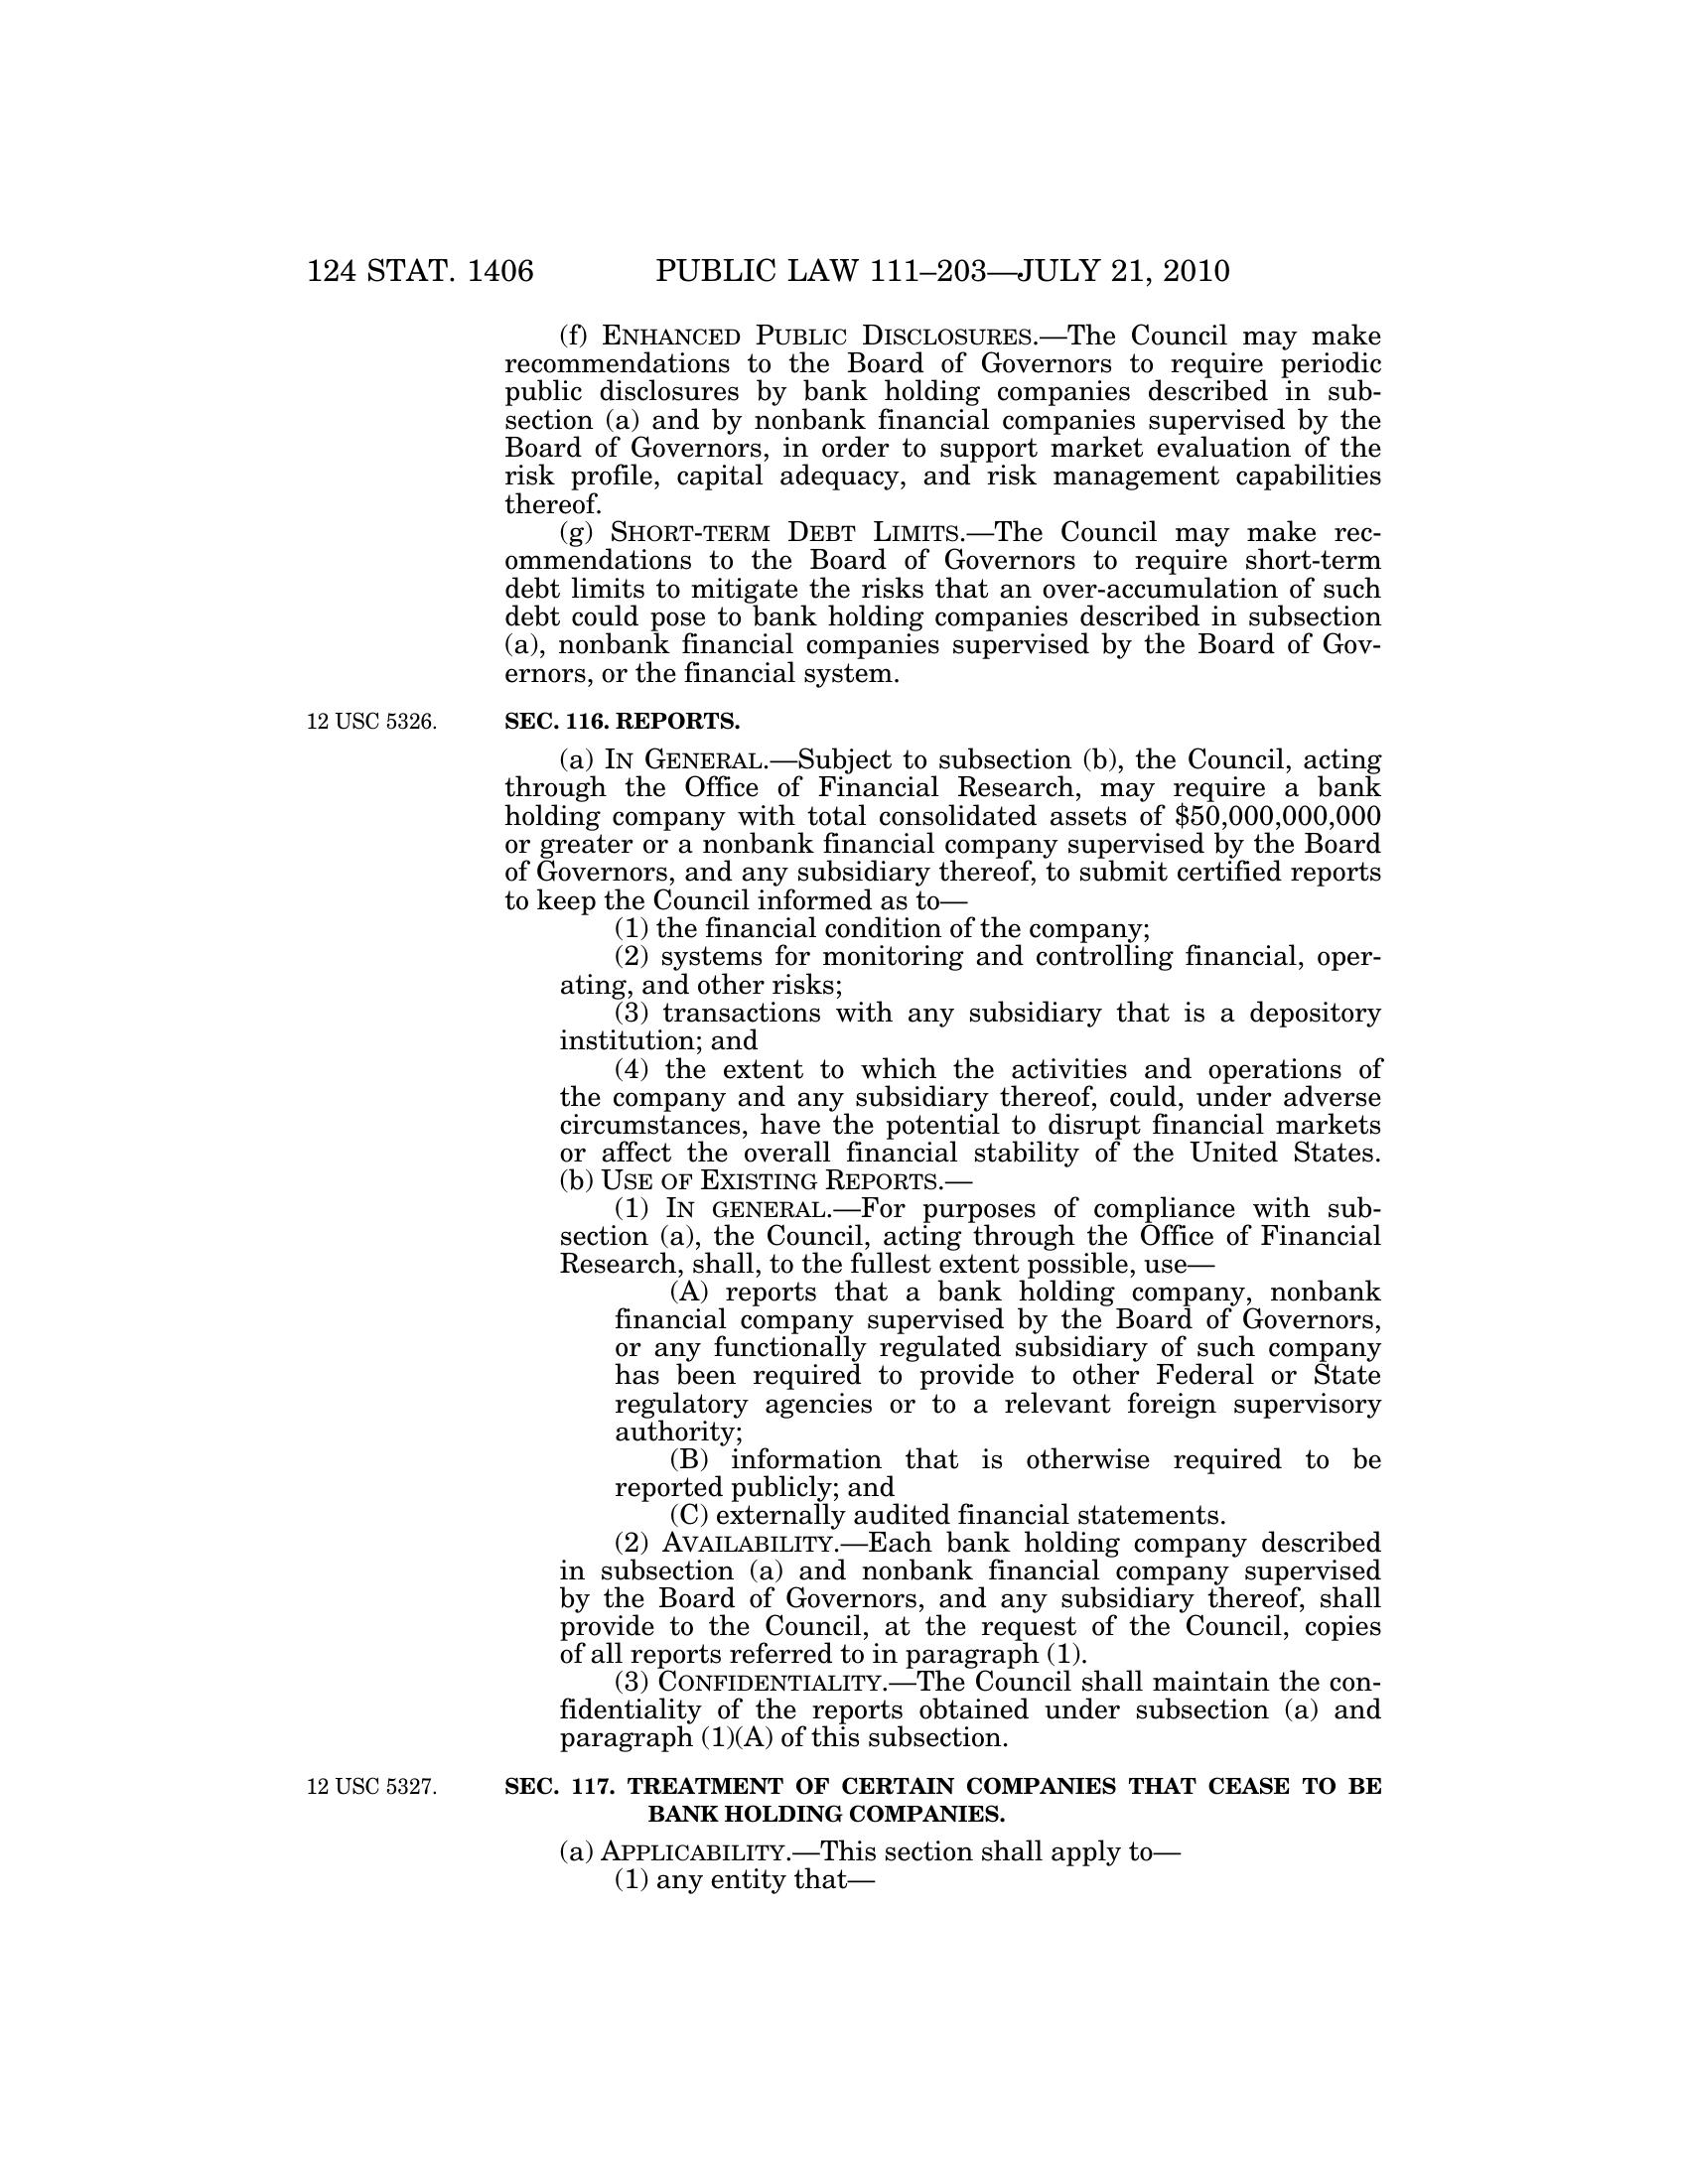 124 STAT. 1406 PUBLIC LAW 111–203—JULY 21, 2010
(f) ENHANCED PUBLIC DISCLOSURES.—The Council may make
recommendations to the Board of Governors to require periodic
public disclosures by bank holding companies described in sub-
section (a) and by nonbank financial companies supervised by the
Board of Governors, in order to support market evaluation of the
risk profile, capital adequacy, and risk management capabilities
thereof.
(g) SHORT-TERM DEBT LIMITS.—The Council may make rec-
ommendations to the Board of Governors to require short-term
debt limits to mitigate the risks that an over-accumulation of such
debt could pose to bank holding companies described in subsection
(a), nonbank financial companies supervised by the Board of Gov-
ernors, or the financial system.
12 USC 5326. SEC. 116. REPORTS.
(a) IN GENERAL.—Subject to subsection (b), the Council, acting
through the Office of Financial Research, may require a bank
holding company with total consolidated assets of $50,000,000,000
or greater or a nonbank financial company supervised by the Board
of Governors, and any subsidiary thereof, to submit certified reports
to keep the Council informed as to—
(1) the financial condition of the company;
(2) systems for monitoring and controlling financial, oper-
ating, and other risks;
(3) transactions with any subsidiary that is a depository
institution; and
(4) the extent to which the activities and operations of
the company and any subsidiary thereof, could, under adverse
circumstances, have the potential to disrupt financial markets
or affect the overall financial stability of the United States.
(b) USE OF EXISTING REPORTS.—
(1) IN GENERAL.—For purposes of compliance with sub-
section (a), the Council, acting through the Office of Financial
Research, shall, to the fullest extent possible, use—
(A) reports that a bank holding company, nonbank
financial company supervised by the Board of Governors,
or any functionally regulated subsidiary of such company
has been required to provide to other Federal or State
regulatory agencies or to a relevant foreign supervisory
authority;
(B) information that is otherwise required to be
reported publicly; and
(C) externally audited financial statements.
(2) AVAILABILITY.—Each bank holding company described
in subsection (a) and nonbank financial company supervised
by the Board of Governors, and any subsidiary thereof, shall
provide to the Council, at the request of the Council, copies
of all reports referred to in paragraph (1).
(3) CONFIDENTIALITY.—The Council shall maintain the con-
fidentiality of the reports obtained under subsection (a) and
paragraph (1)(A) of this subsection.
12 USC 5327. SEC. 117. TREATMENT OF CERTAIN COMPANIES THAT CEASE TO BE
BANK HOLDING COMPANIES.
(a) APPLICABILITY.—This section shall apply to—
(1) any entity that—